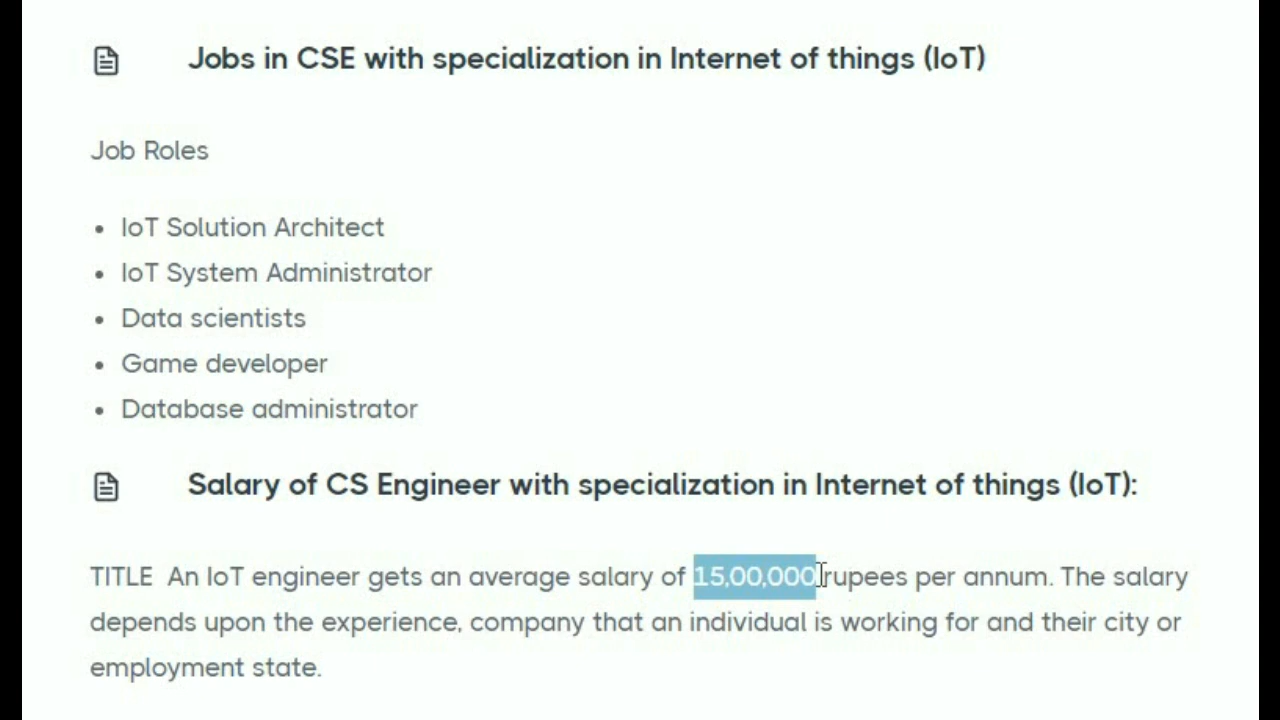 Jobs in CSE with specialization in Internet of things (IoT)
Job Roles
• IoT Solution Architect
• IoT System Administrator
• Data scientists
• Game developer
• Database administrator
Salary of CS Engineer with specialization in Internet of things (IoT):
TITLE An IoT engineer gets an average salary of 15,00,000 rupees per annum. The salary
depends upon the experience, company that an individual is working for and their city or
employment state.